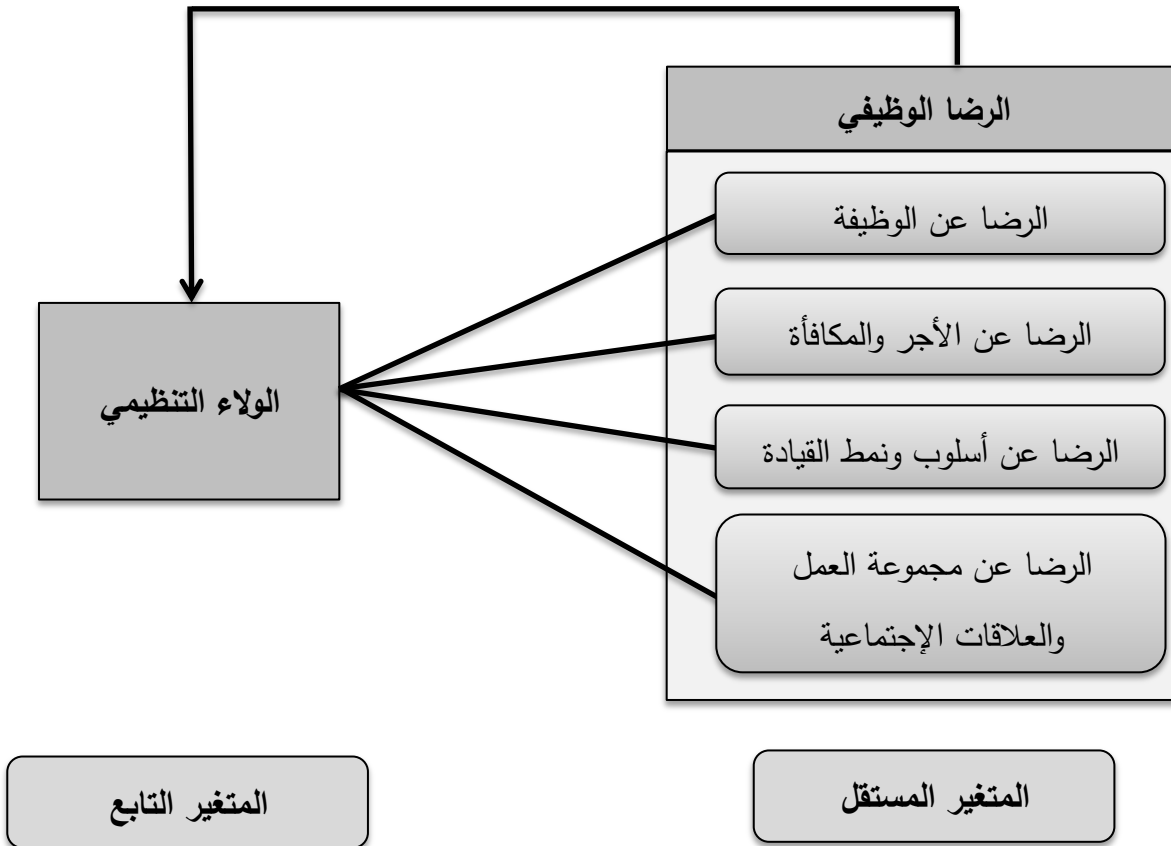 الرضا الوظيفي
الرضا عن الوظيفة
الرضا عن الأجر والمكافأة
الرضا عن أسلوب ونمط القيادة
الرضا عن مجموعة العمل
والعلاقات الإجتماعية
الولاء التنظيمي
المتغير المستقل
المتغير التابع